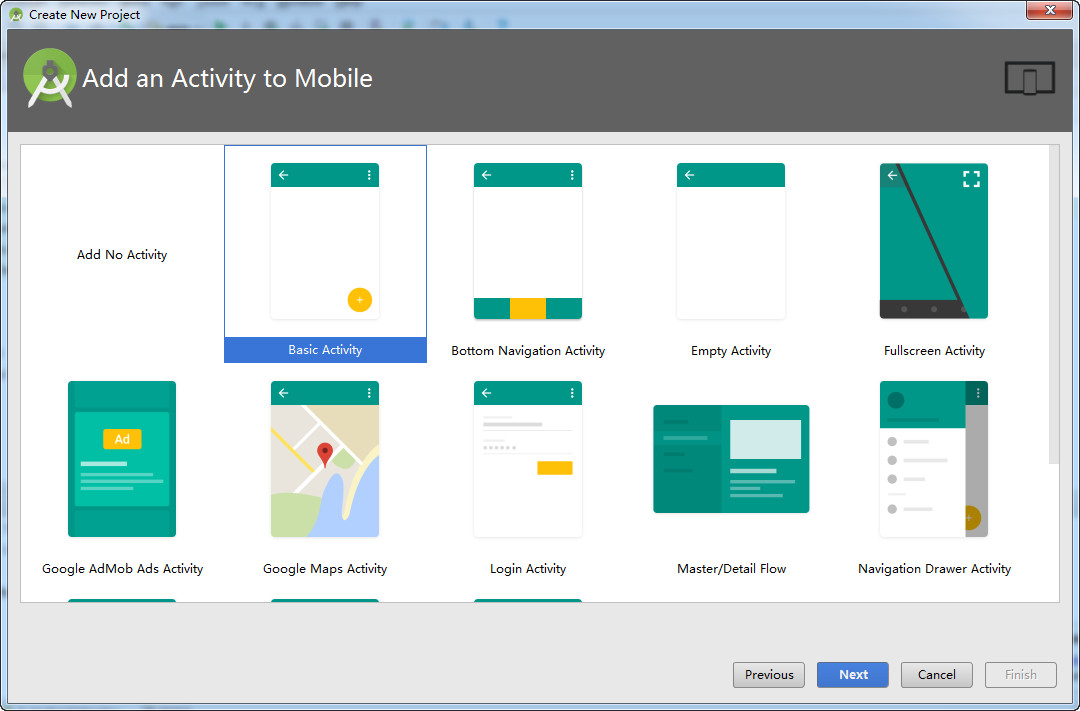 Create New Project
Add an Activity to Mobile
Add No Activity
Basic Activity
Bottom Navigation Activity
Empty Activity
Fullscreen Activity
Ad
Google AdMob Ads Activity
Google Maps Activity
Login Activity
Master/Detail Flow
Navigation Drawer Activity
Previous
Next
Cancel
Finish